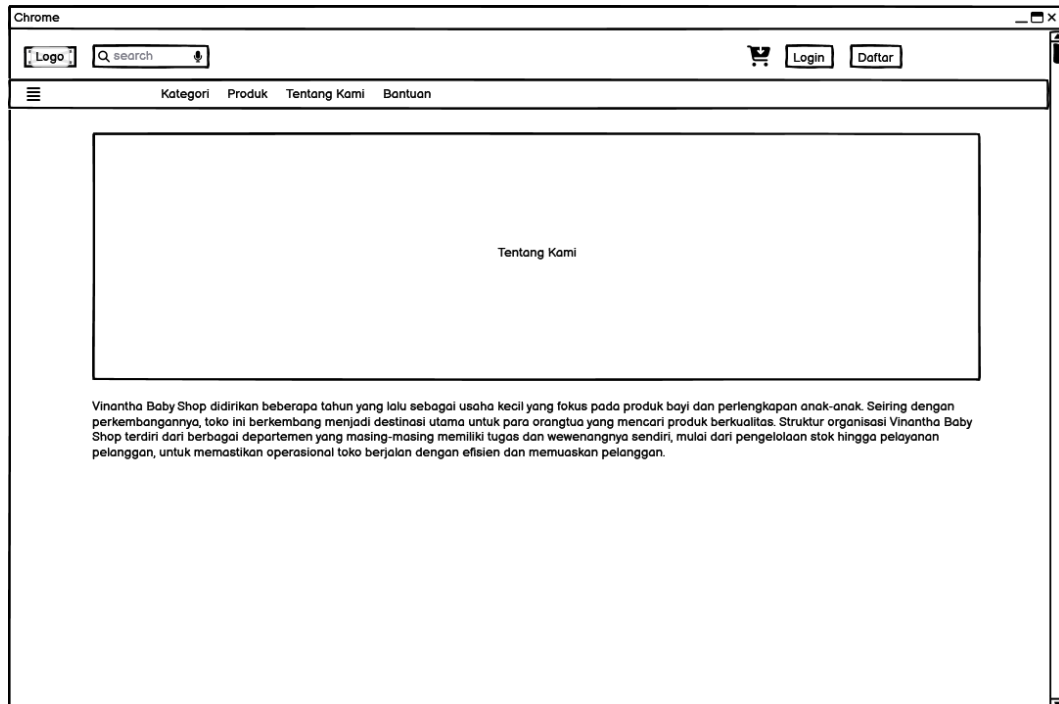 Chrome
Logo
search
Login
Daftar
Kategori Produk Tentang Kami Bantuan
Tentang Kami
Vinantha Baby Shop didirikan beberapa tahun yang lalu sebagai usaha kecil yang fokus pada produk bayi dan perlengkapan anak-anak. Seiring dengan
perkembangannya, toko ini berkembang menjadi destinasi utama untuk para orangtua yang mencari produk berkualitas. Struktur organisasi Vinantha Baby
Shop terdiri dari berbagai departemen yang masing-masing memiliki tugas dan wewenangnya sendiri, mulai dari pengelolaan stok hingga pelayanan
pelanggan, untuk memastikan operasional toko berjalan dengan efisien dan memuaskan pelanggan.